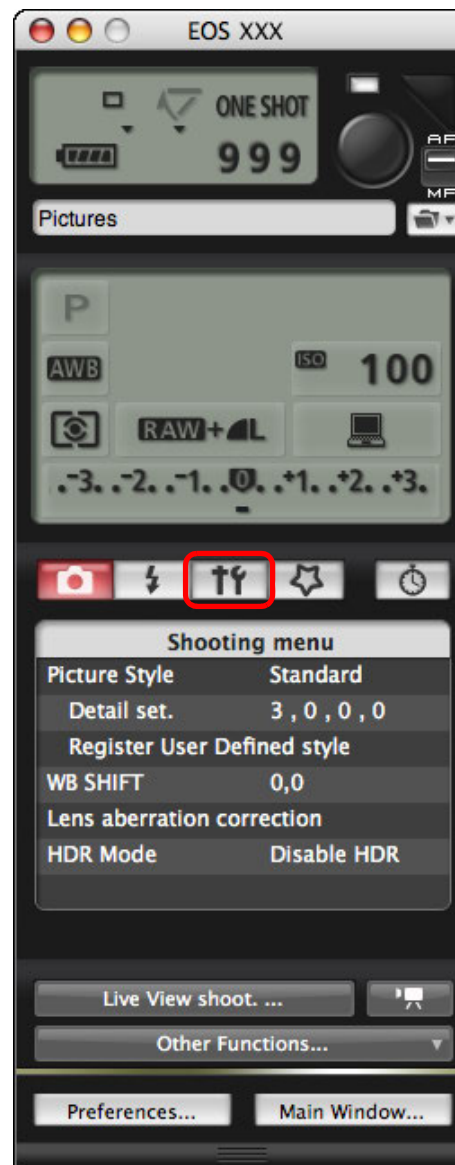 EOS XXX
ONE SHOT
999
AF
MF
Pictures
P
AWB
ISO 100
RAW+L
.-3. .-2. .-1. .0. .+1. .+2. .+3.
Shooting menu
Picture Style Standard
Detail set. 3 , 0 , 0 , 0
Register User Defined style
WB SHIFT 0,0
Lens aberration correction
HDR Mode Disable HDR
Live View shoot. ...
Other Functions...
Preferences... Main Window...